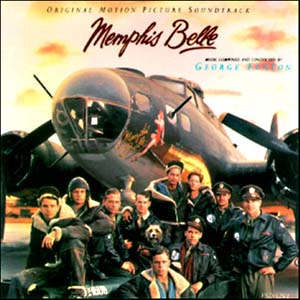 ORIGINAL MOTION PICTURE SOUNDTRACK
Memphis Belle
MUSIC COMPOSED AND CONDUCTED BY
GEORGE FENTON